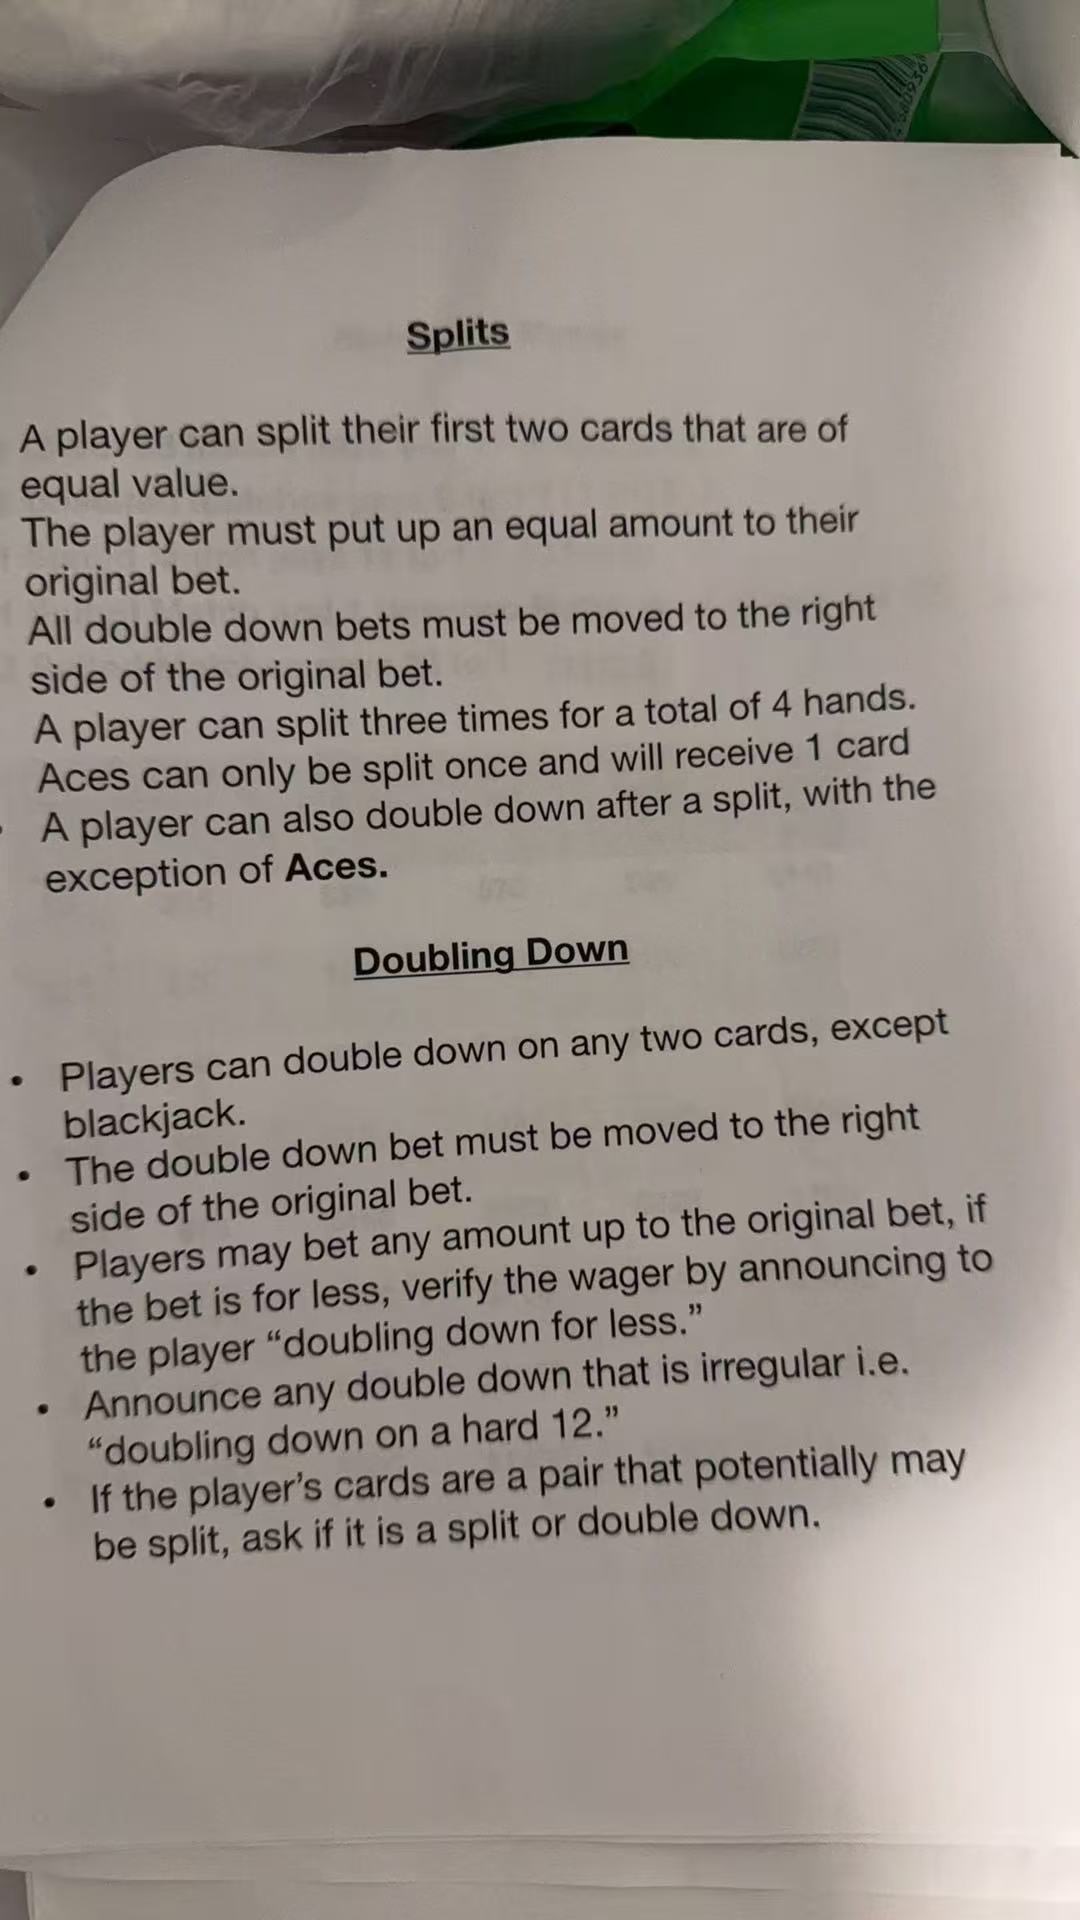 Splits
A player can split their first two cards that are of
equal value.
The player must put up an equal amount to their
original bet.
All double down bets must be moved to the right
side of the original bet.
A player can split three times for a total of 4 hands.
Aces can only be split once and will receive 1 card
A player can also double down after a split, with the
exception of Aces.
Doubling Down
• Players can double down on any two cards, except
blackjack.
• The double down bet must be moved to the right
side of the original bet.
• Players may bet any amount up to the original bet, if
the bet is for less, verify the wager by announcing to
the player “doubling down for less.”
• Announce any double down that is irregular i.e.
“doubling down on a hard 12.”
• If the player’s cards are a pair that potentially may
be split, ask if it is a split or double down.